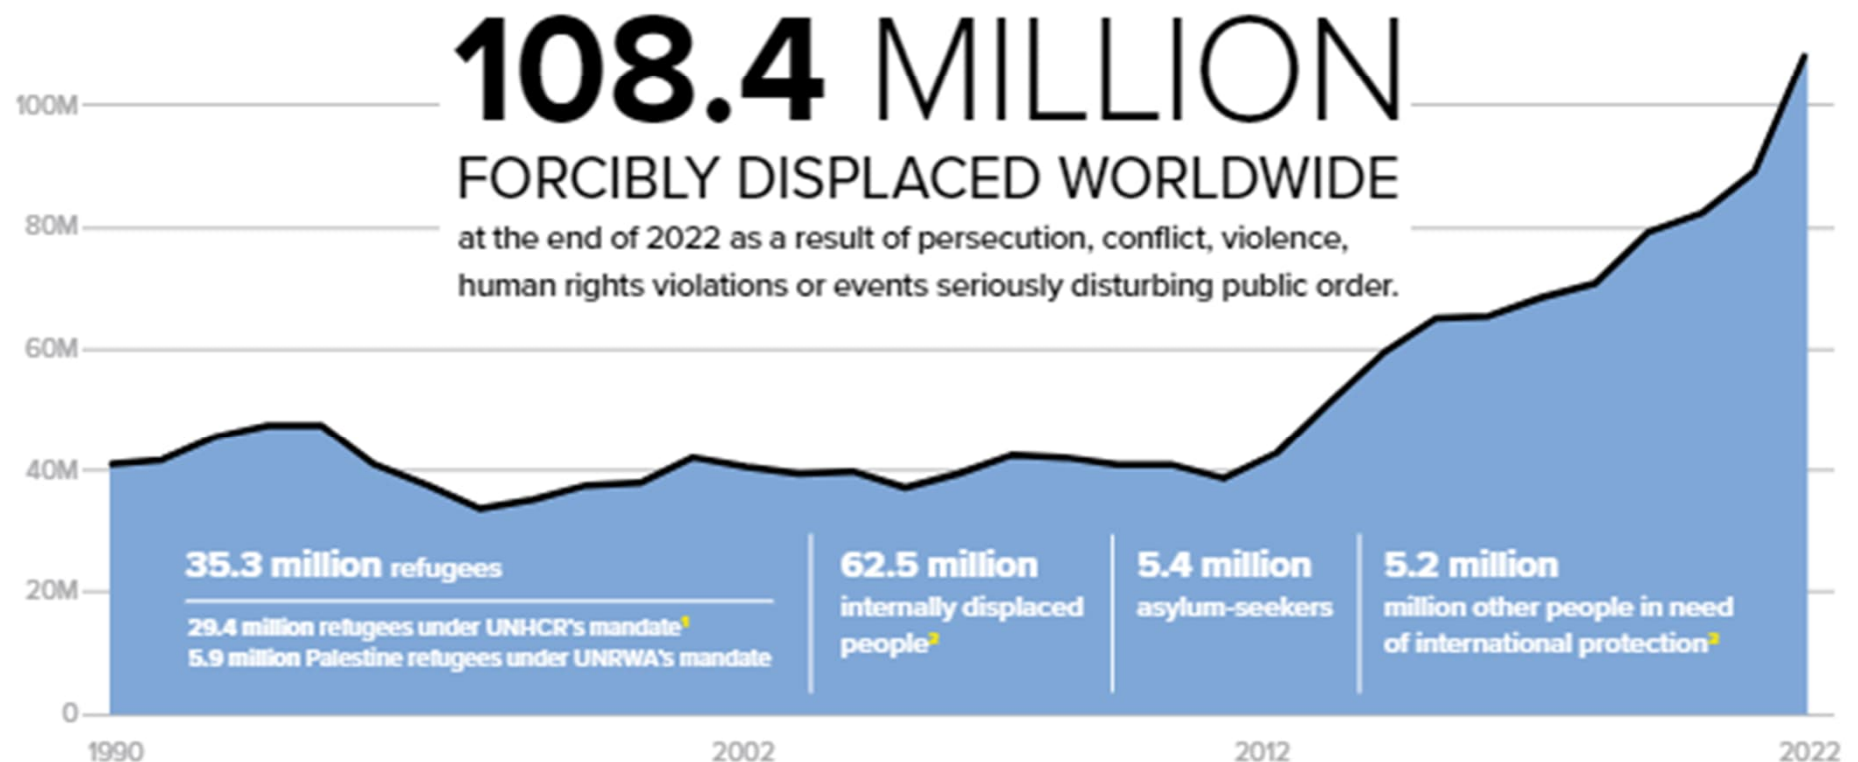 108.4 MILLION
FORCIBLY DISPLACED WORLDWIDE
at the end of 2022 as a result of persecution, conflict, violence,
human rights violations or events seriously disturbing public order.
100M
80M
60M
40M
20M
0
35.3 million refugees
29.4 million refugees under UNHCR's mandate¹
5.9 million Palestine refugees under UNRWA's mandate
62.5 million
internally displaced
people²
5.4 million
asylum-seekers
5.2 million
million other people in need
of international protection³
1990
2002
2012
2022